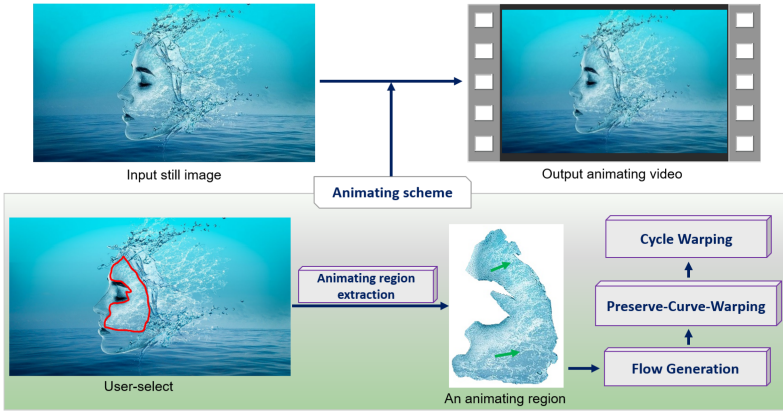 Input still image
Output animating video
Animating scheme
Animating region
extraction
Cycle Warping
Preserve-Curve-Warping
Flow Generation
User-select
An animating region